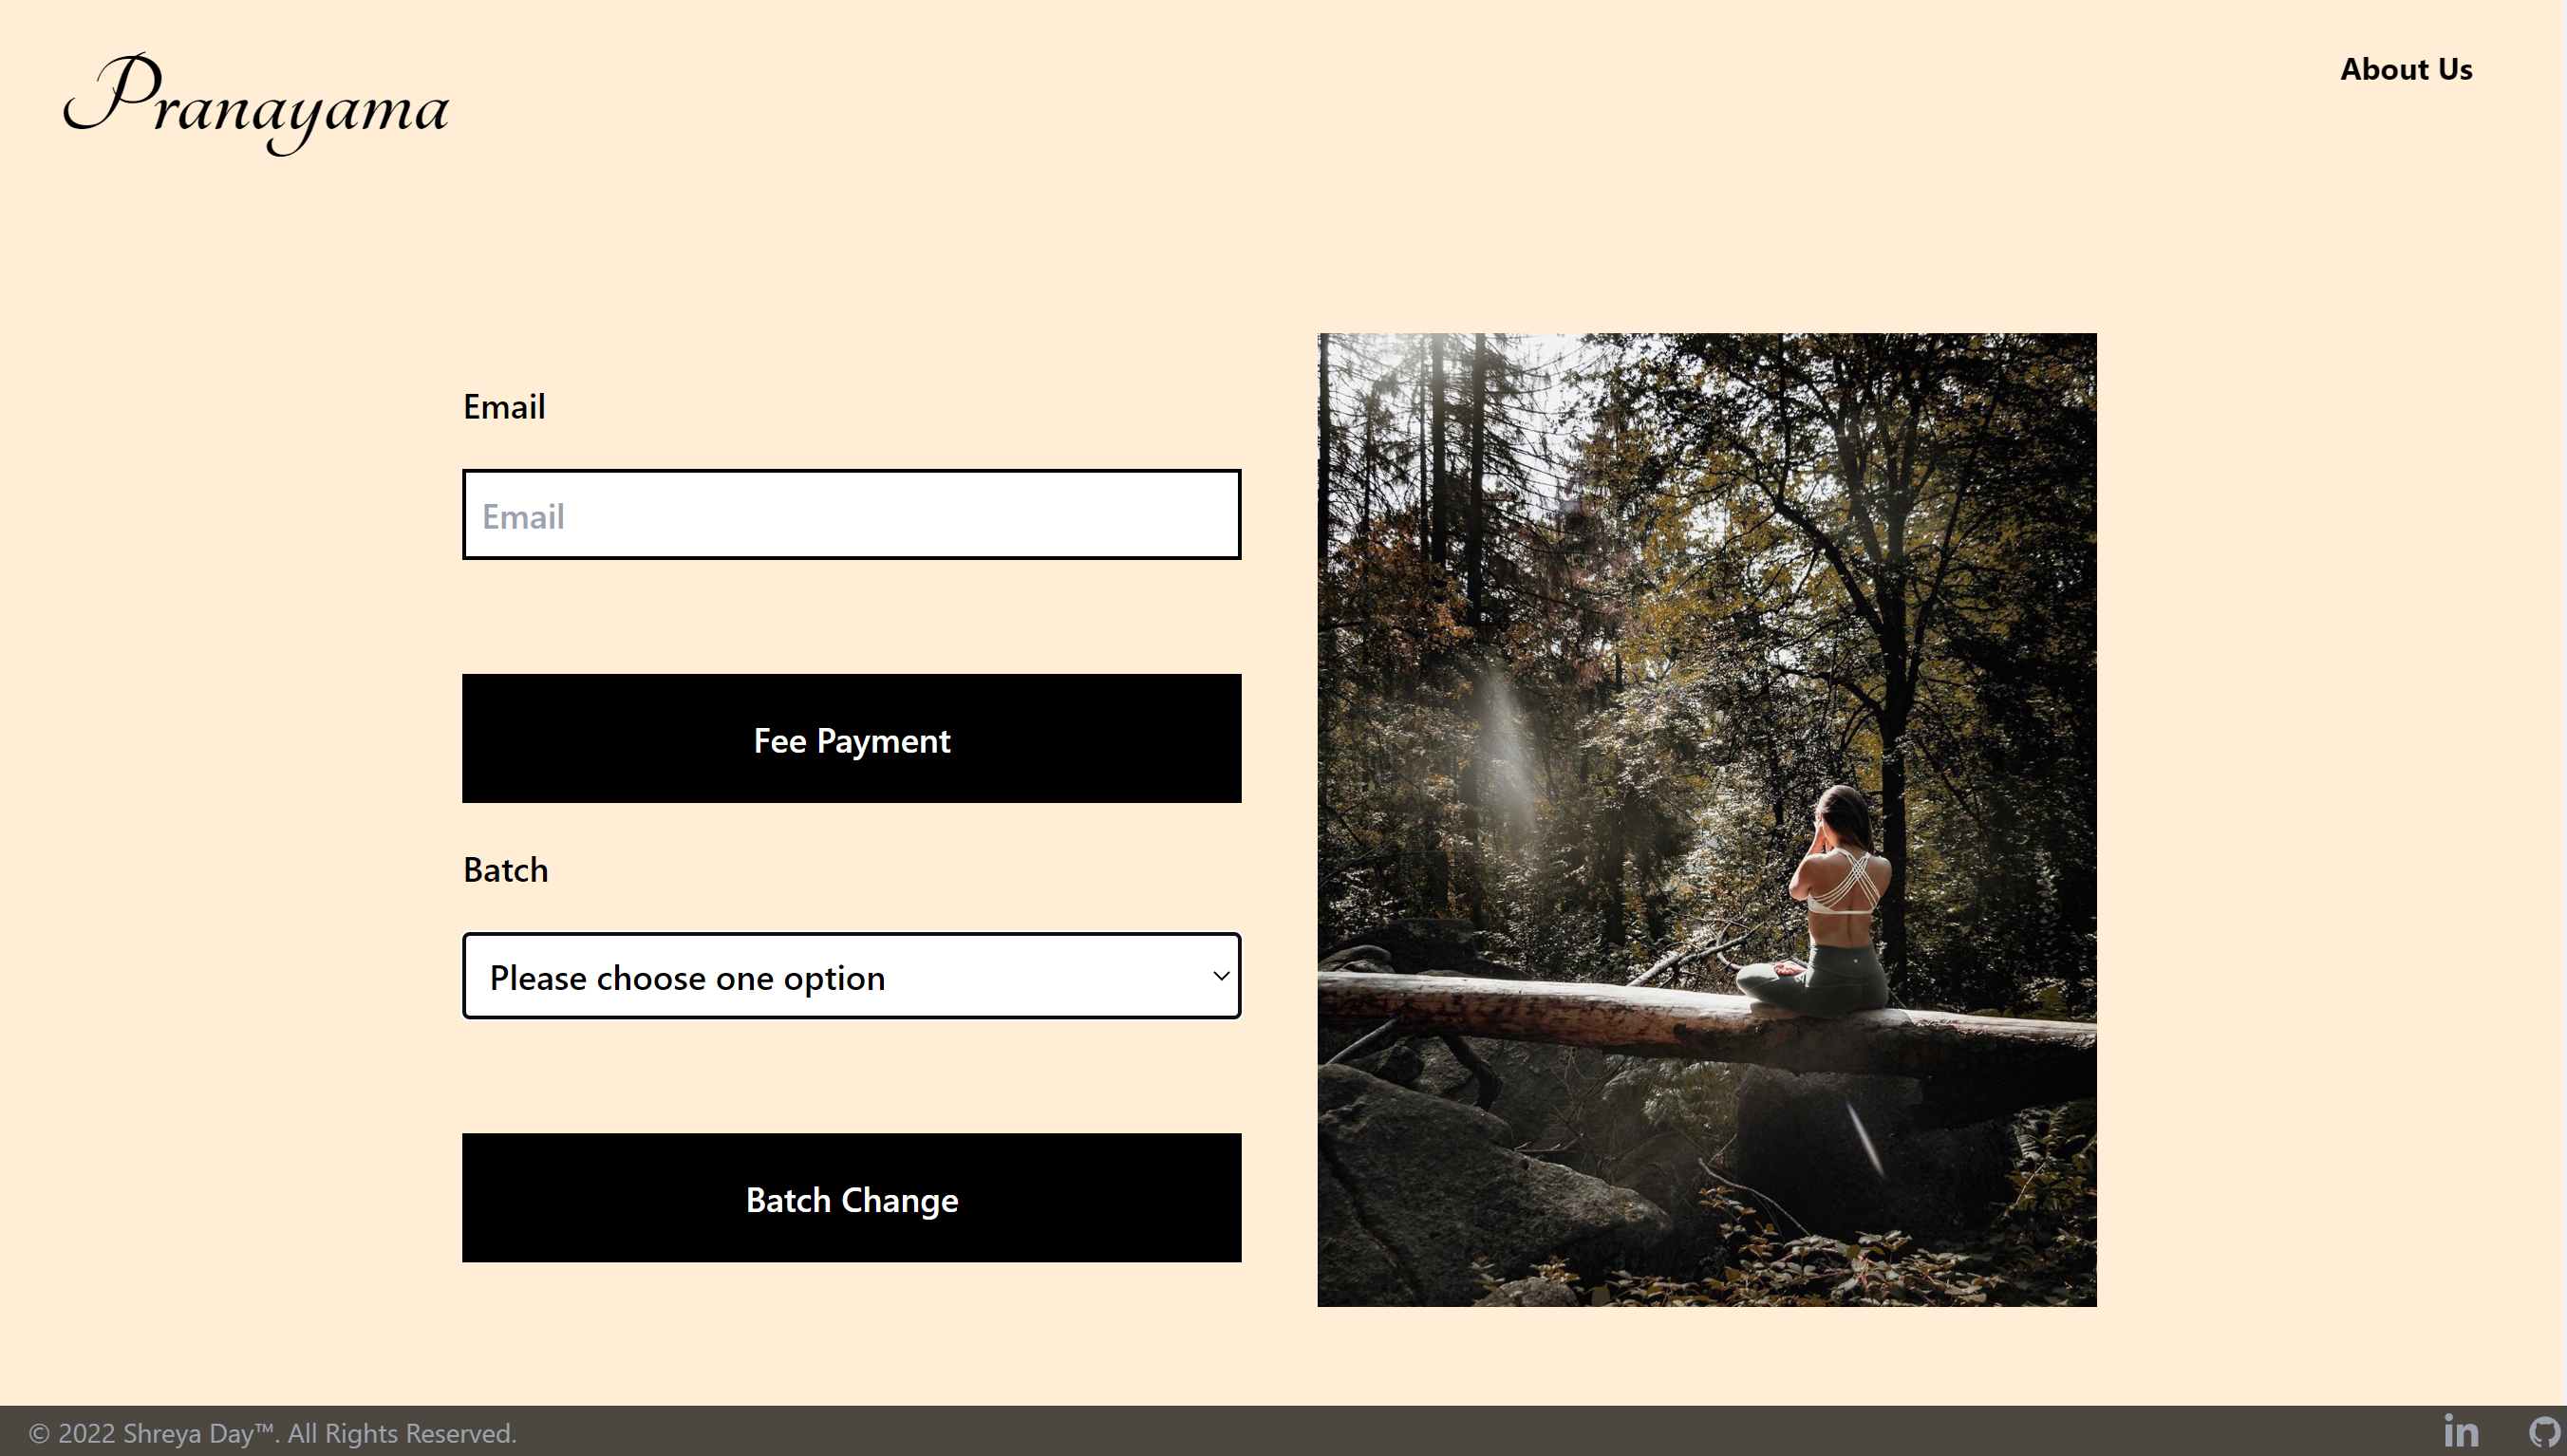 Pranayama
About Us
Email
Email
Fee Payment
Batch
Please choose one option
Batch Change
© 2022 Shreya Day™. All Rights Reserved.
in